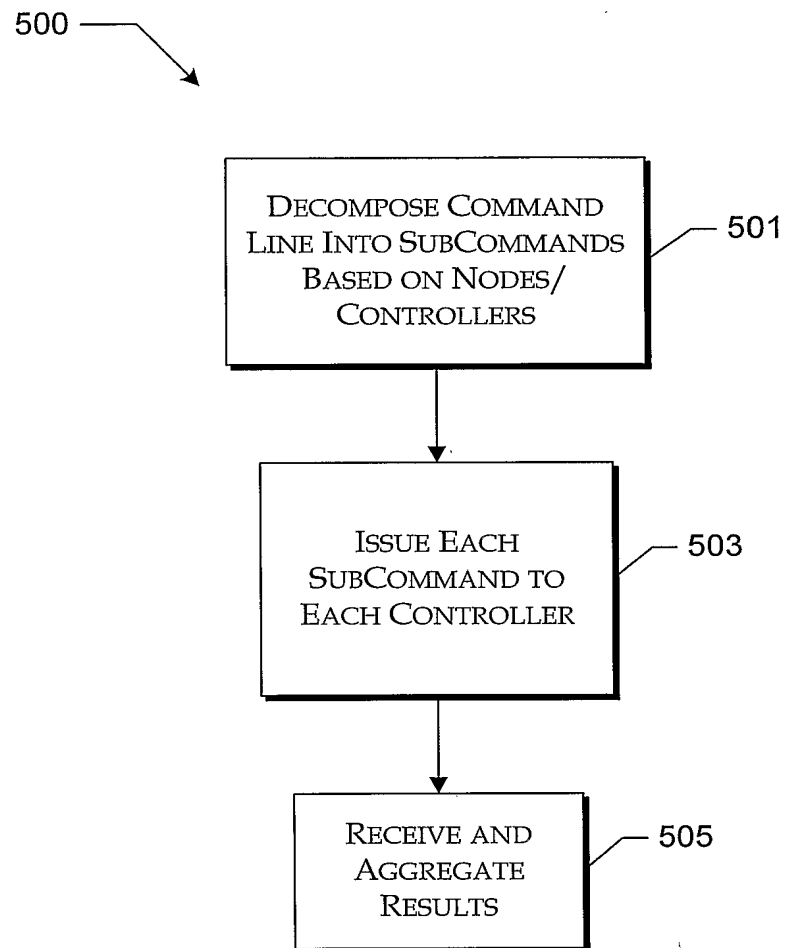 500
DECOMPOSE COMMAND
LINE INTO SUBCOMMANDS
BASED ON NODES/
CONTROLLERS
501
ISSUE EACH
SUBCOMMAND TO
EACH CONTROLLER
503
RECEIVE AND
AGGREGATE
RESULTS
505